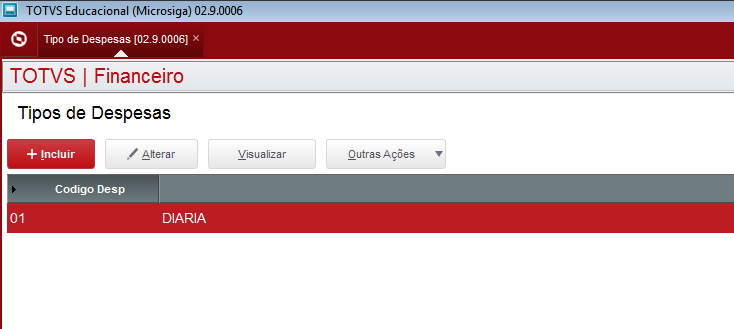 TOTVS Educacional (Microsiga) 02.9.0006
Tipo de Despesas [02.9.0006] ×
TOTVS | Financeiro
Tipos de Despesas
+ Incluir Alterar Visualizar Outras Ações
Codigo Desp
01 DIARIA